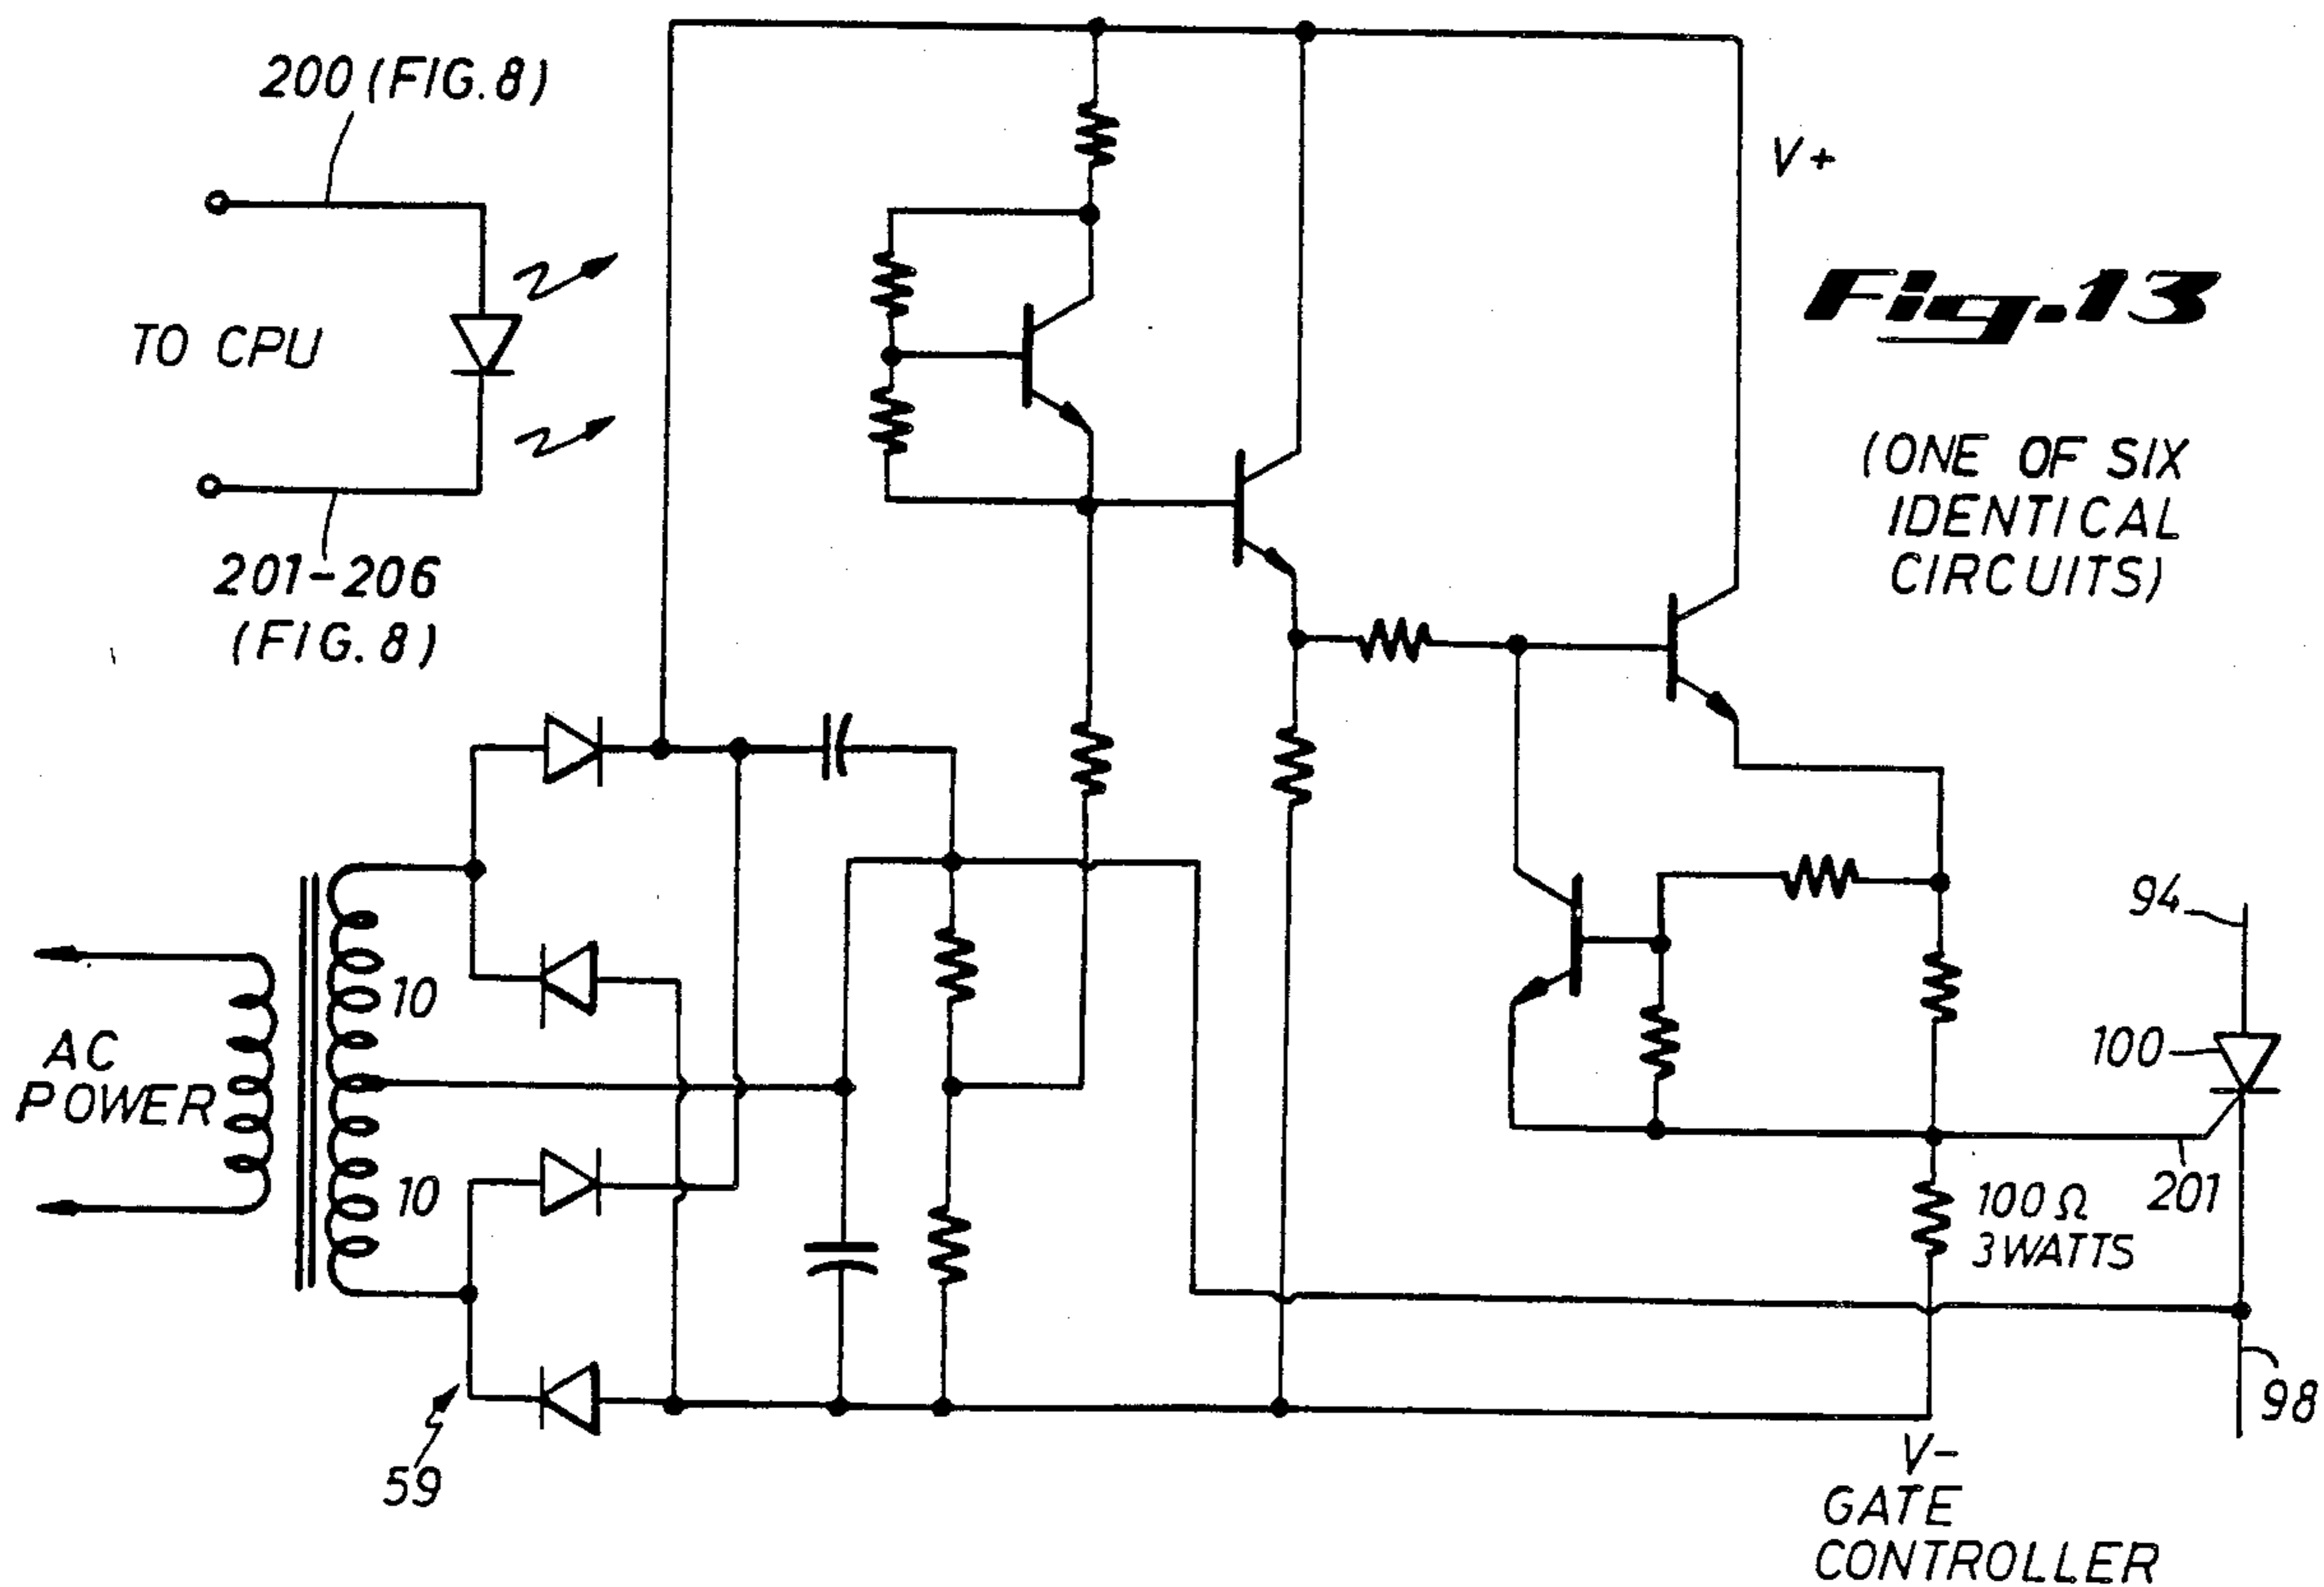 200 (FIG. 8)
V+
Fig.13
TO CPU
(ONE OF SIX
IDENTICAL
CIRCUITS)
201-206
(FIG. 8)
94
10
100
AC
POWER
10
201
100 Ω
3 WATTS
98
59
V-
GATE
CONTROLLER